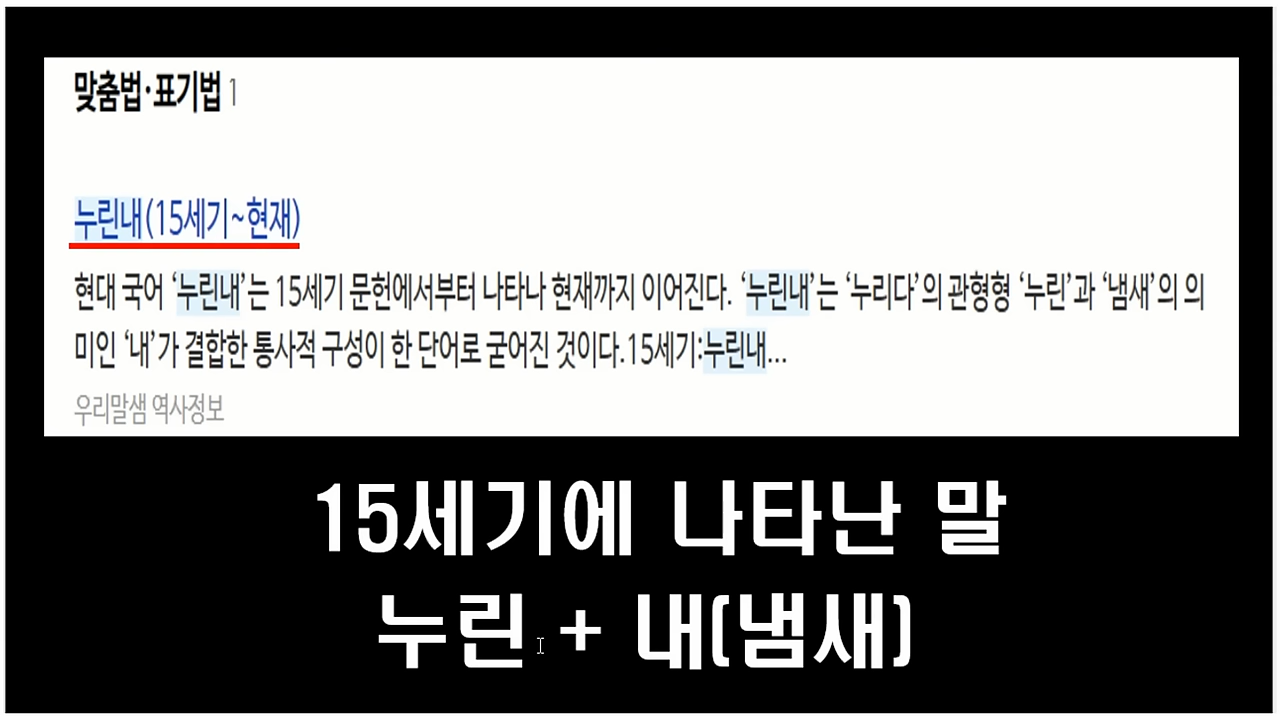 맞춤법·표기법 1
누린내(15세기~현재)
현대 국어 ‘누린내’는 15세기 문헌에서부터 나타나 현재까지 이어진다. ‘누린내’는 ‘누리다’의 관형형 ‘누린’과 ‘냄새’의 의
미인 ‘내’가 결합한 통사적 구성이 한 단어로 굳어진 것이다.15세기:누린내...
우리말샘 역사정보
15세기에 나타난 말
누린 + 내(냄새)